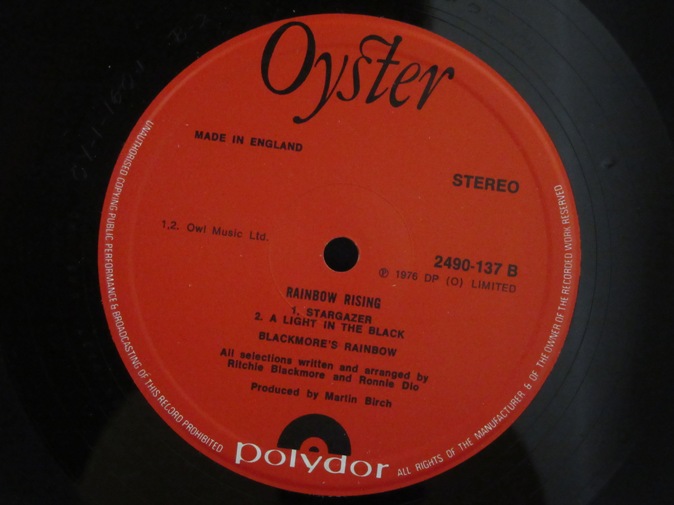 Oyster
MADE IN ENGLAND
STEREO
1,2. Owl Music Ltd.
2490-137 B
℗ 1976 DP (O) LIMITED
RAINBOW RISING
1. STARGAZER
2. A LIGHT IN THE BLACK
BLACKMORE'S RAINBOW
All selections written and arranged by
Ritchie Blackmore and Ronnie Dio
Produced by Martin Birch
polydor
ALL RIGHTS OF THE MANUFACTURER & OF THE OWNER OF THE RECORDED WORK RESERVED
UNAUTHORISED COPYING PUBLIC PERFORMANCE & BROADCASTING OF THIS RECORD PROHIBITED